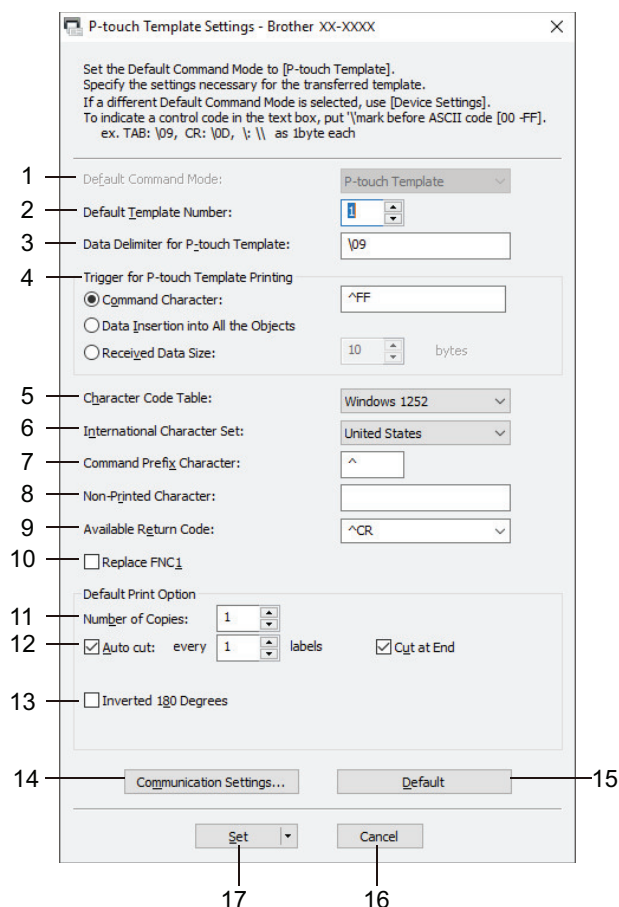 P-touch Template Settings - Brother XX-XXXX
Set the Default Command Mode to [P-touch Template].
Specify the settings necessary for the transferred template.
If a different Default Command Mode is selected, use [Device Settings].
To indicate a control code in the text box, put '\'mark before ASCII code [00 -FF].
ex. TAB: \09, CR: \0D, \: \\ as 1byte each
1 Default Command Mode: P-touch Template
2 Default Template Number: 1
3 Data Delimiter for P-touch Template: \09
4 Trigger for P-touch Template Printing
Command Character: ^FF
Data Insertion into All the Objects
Received Data Size: 10 bytes
5 Character Code Table: Windows 1252
6 International Character Set: United States
7 Command Prefix Character: ^
8 Non-Printed Character:
9 Available Return Code: ^CR
10 Replace FNC1
Default Print Option
11 Number of Copies: 1
12 Auto cut: every 1 labels Cut at End
13 Inverted 180 Degrees
14 Communication Settings... Default 15
Set Cancel
17 16